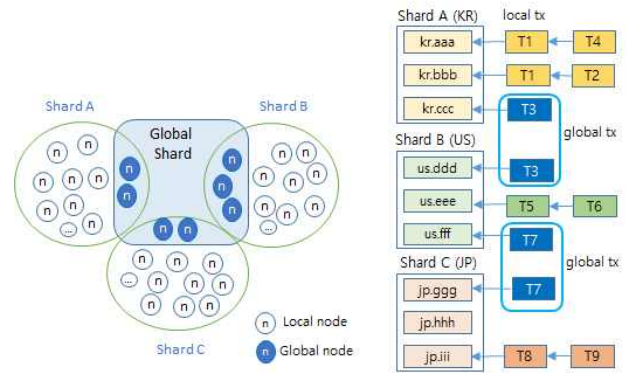 Shard A
Shard B
Global
Shard
n n n n n n n n n n n ...
n n
n n n
n n
n n n n n n n n n n ...
n n n n n n n n n n n ...
Shard C
n Local node
n Global node
Shard A (KR) local tx
kr.aaa T1 T4
kr.bbb T1 T2
kr.ccc T3
global tx
Shard B (US)
us.ddd T3
us.eee T5 T6
us.fff T7
global tx
Shard C (JP)
jp.ggg T7
jp.hhh
jp.iii T8 T9